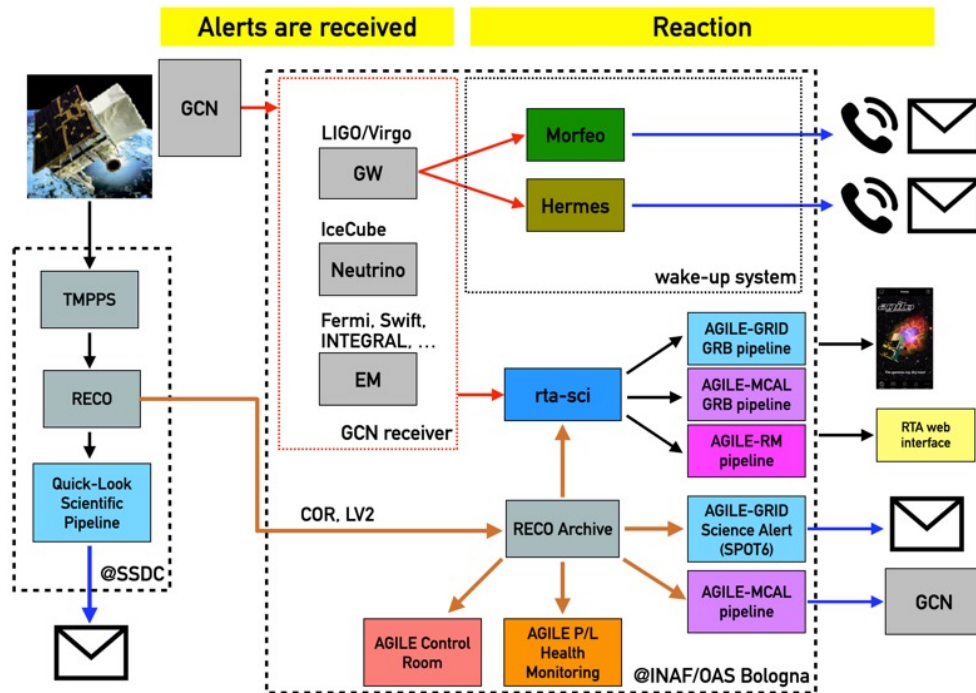 Alerts are received
Reaction
GCN
LIGO/Virgo
GW
IceCube
Neutrino
Fermi, Swift,
INTEGRAL, ...
EM
GCN receiver
Morfeo
Hermes
wake-up system
TMPPS
RECO
Quick-Look
Scientific
Pipeline
@SSDC
COR, LV2
rta-sci
RECO Archive
AGILE-GRID
GRB pipeline
AGILE-MCAL
GRB pipeline
AGILE-RM
pipeline
AGILE-GRID
Science Alert
(SPOT6)
AGILE-MCAL
pipeline
agile
RTA web
interface
GCN
AGILE Control
Room
AGILE P/L
Health
Monitoring
@INAF/OAS Bologna